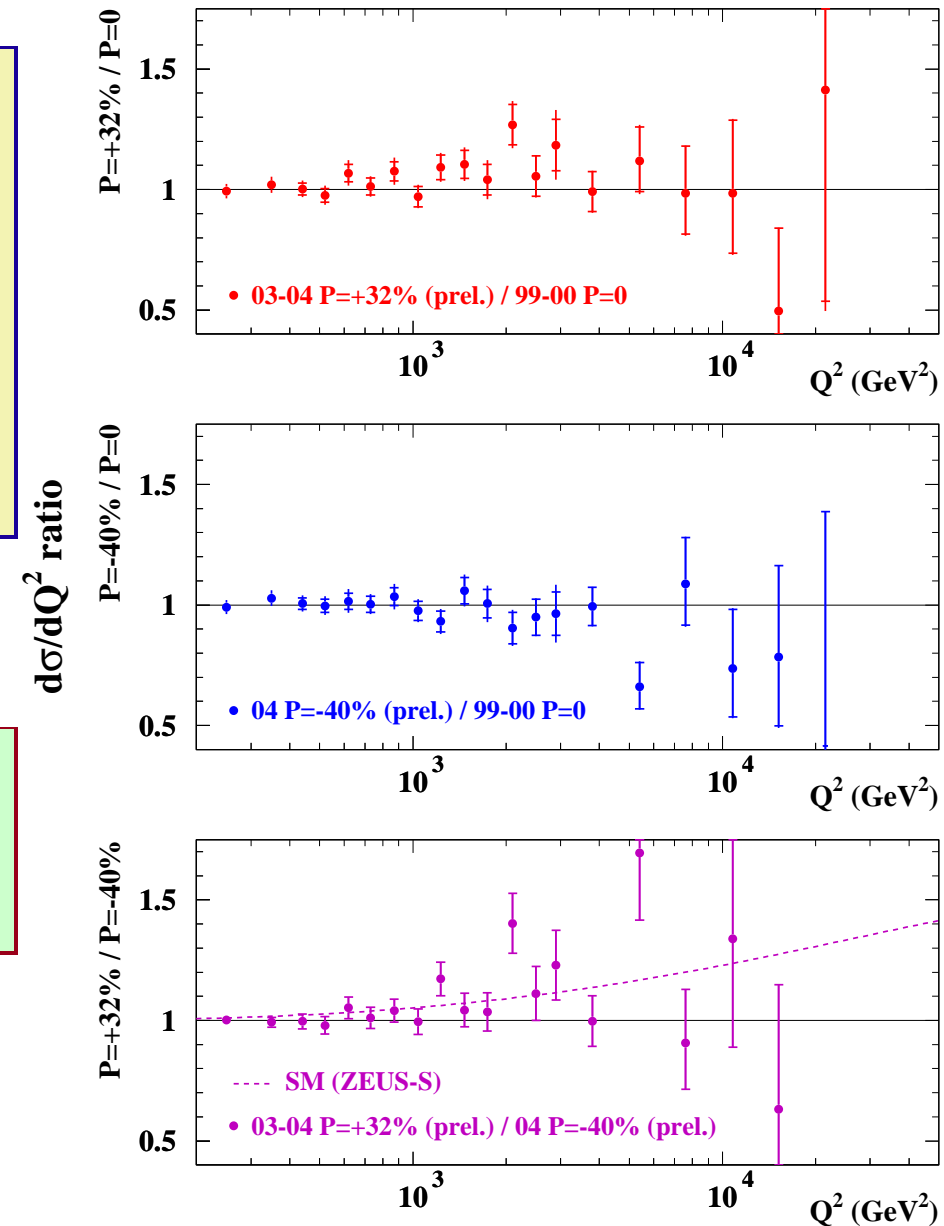 dσ/dQ² ratio
P=+32% / P=0
1.5
1
0.5
03-04 P=+32% (prel.) / 99-00 P=0
10³
10⁴
Q² (GeV²)
P=-40% / P=0
1.5
1
0.5
04 P=-40% (prel.) / 99-00 P=0
10³
10⁴
Q² (GeV²)
P=+32% / P=-40%
1.5
1
0.5
SM (ZEUS-S)
03-04 P=+32% (prel.) / 04 P=-40% (prel.)
10³
10⁴
Q² (GeV²)